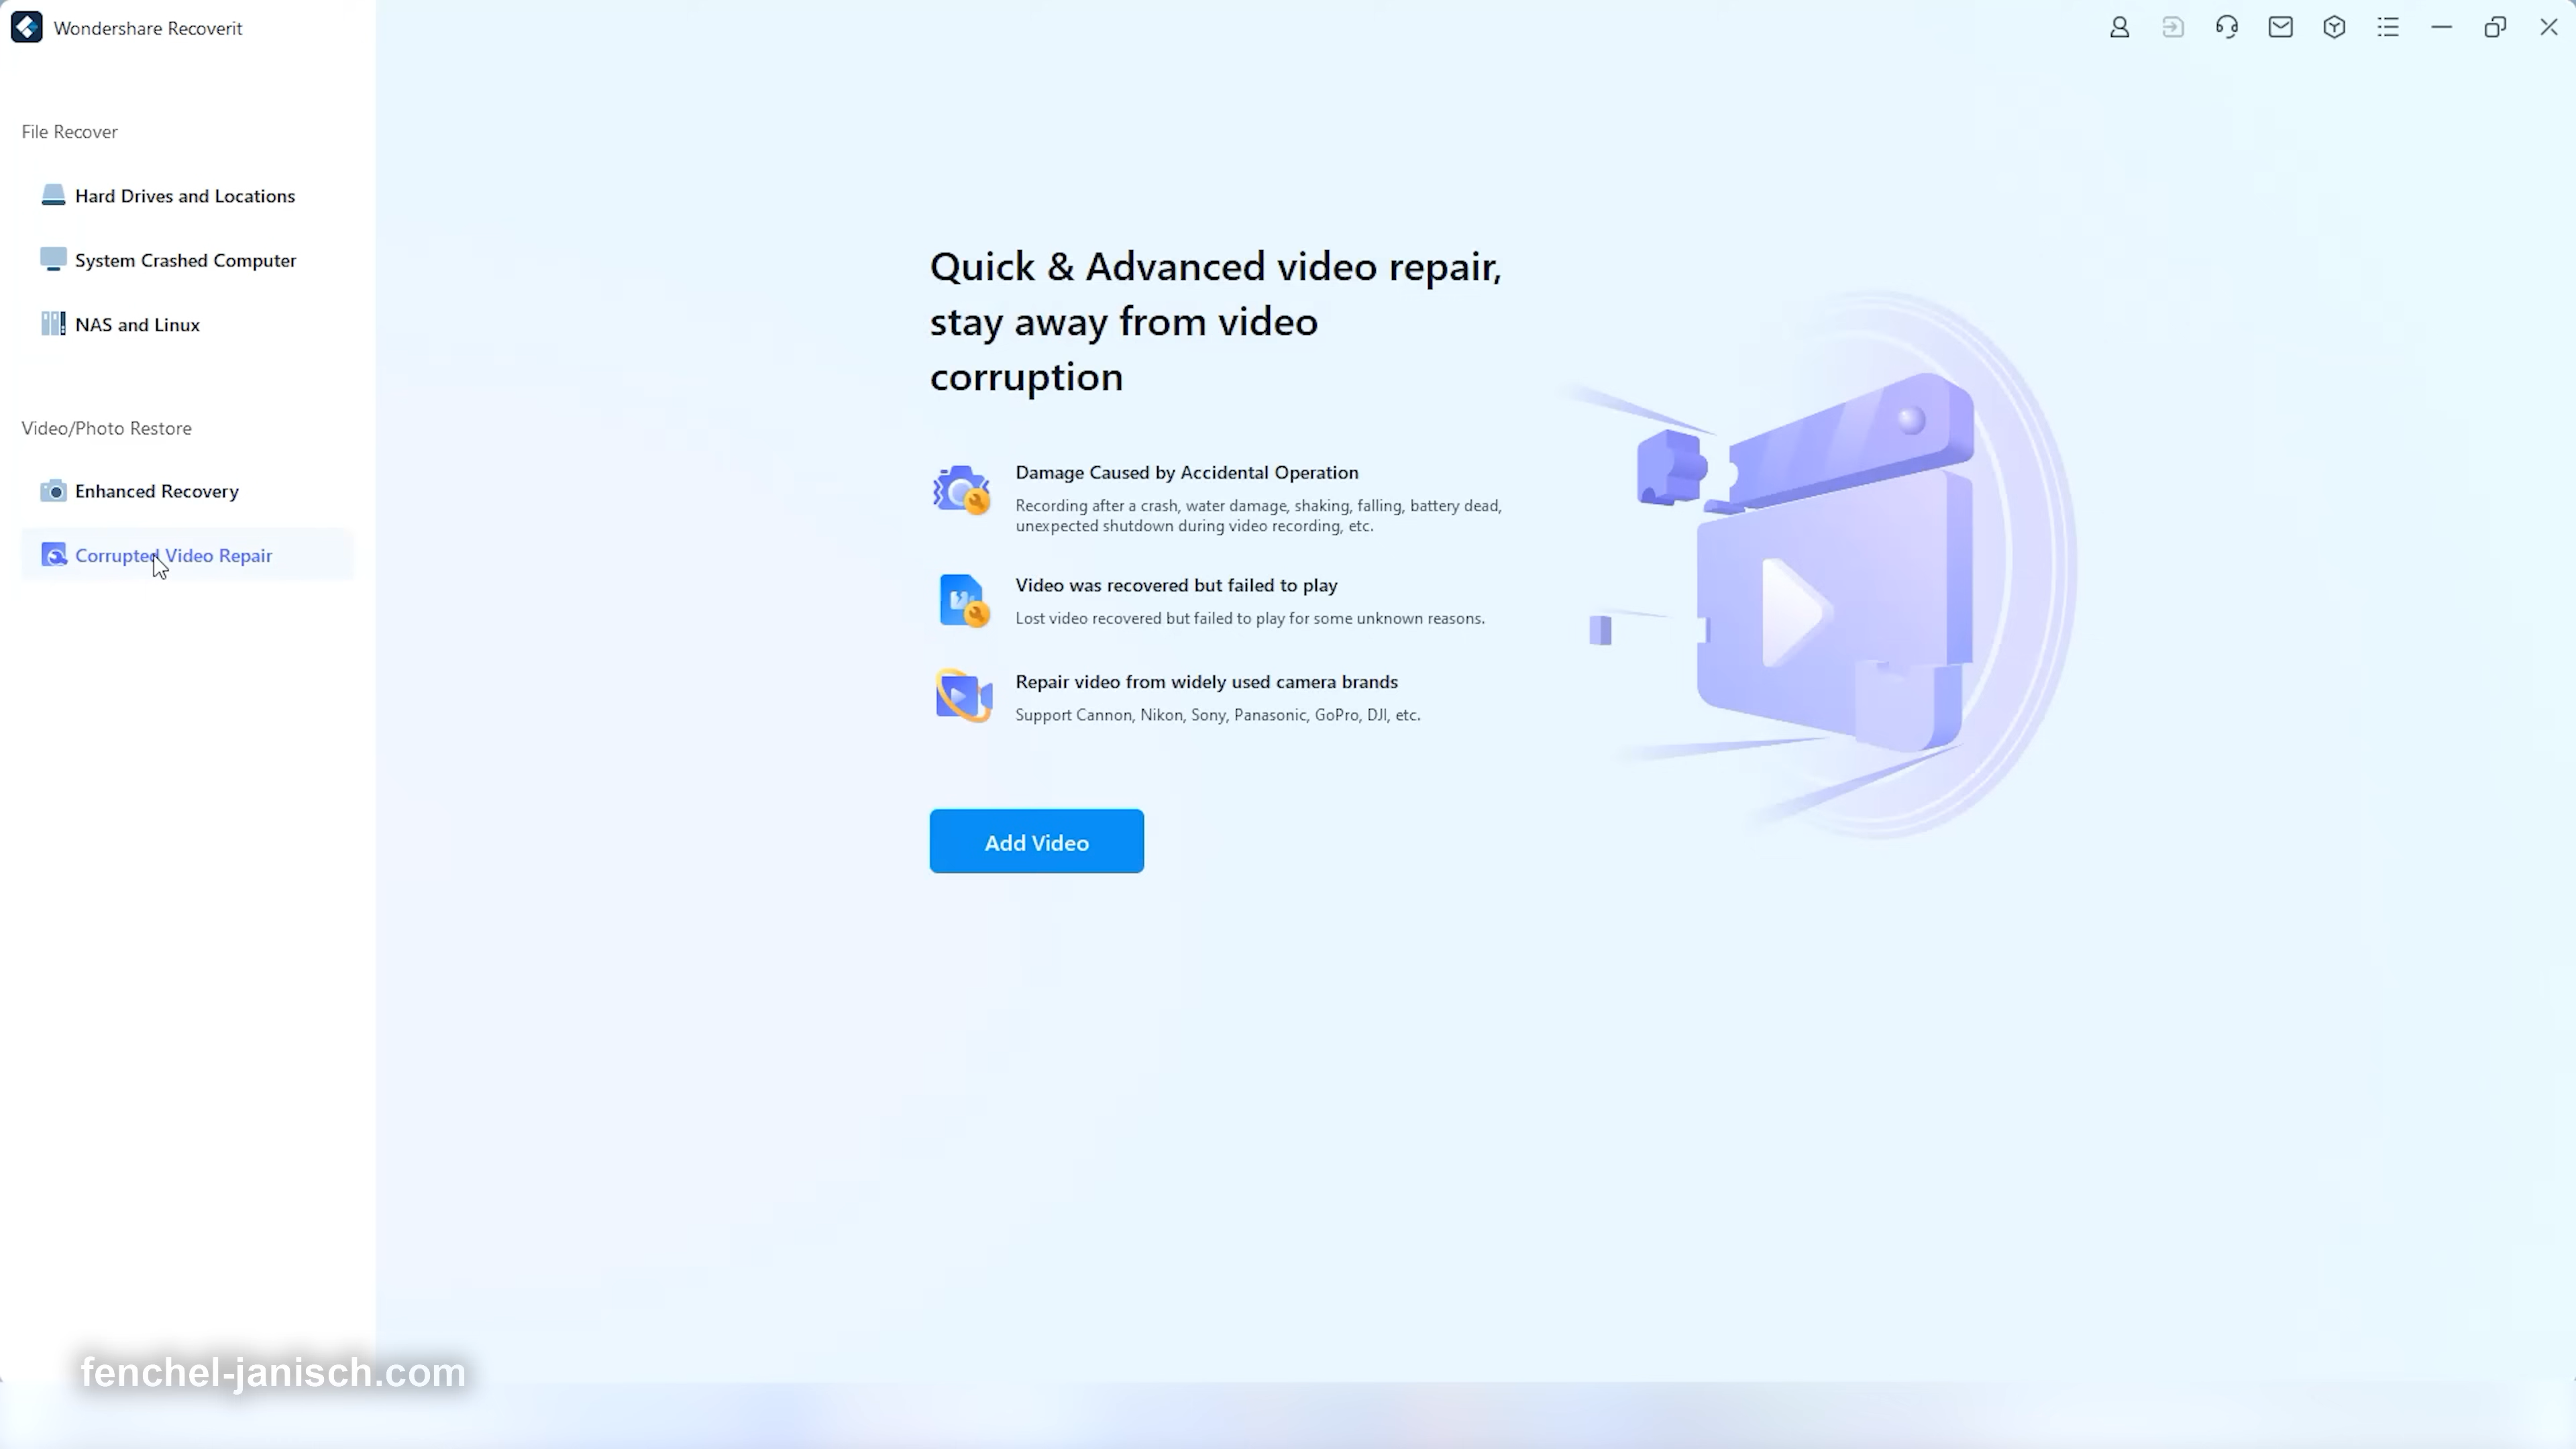 Wondershare Recoverit
File Recover
Hard Drives and Locations
System Crashed Computer
NAS and Linux
Video/Photo Restore
Enhanced Recovery
Corrupted Video Repair
Quick & Advanced video repair,
stay away from video
corruption
Damage Caused by Accidental Operation
Recording after a crash, water damage, shaking, falling, battery dead,
unexpected shutdown during video recording, etc.
Video was recovered but failed to play
Lost video recovered but failed to play for some unknown reasons.
Repair video from widely used camera brands
Support Cannon, Nikon, Sony, Panasonic, GoPro, DJI, etc.
Add Video
fenchel-janisch.com